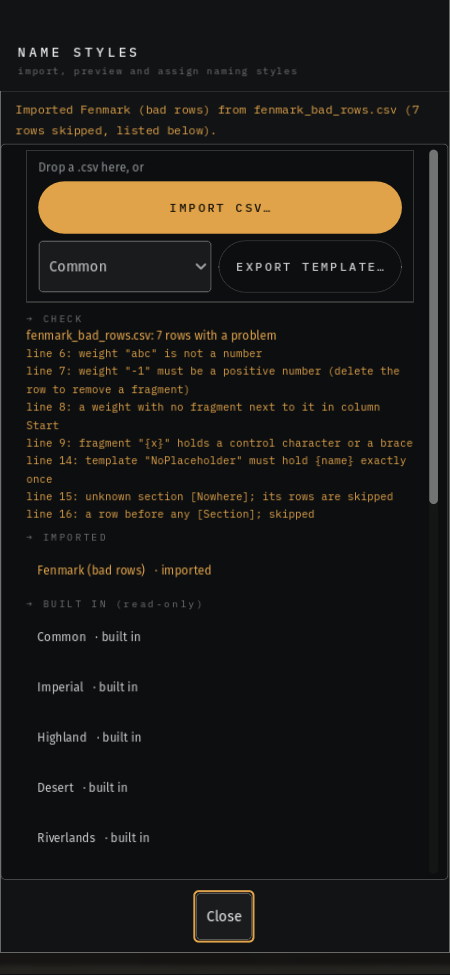 NAME STYLES
import, preview and assign naming styles
Imported Fenmark (bad rows) from fenmark_bad_rows.csv (7
rows skipped, listed below).
Drop a .csv here, or
IMPORT CSV…
Common
EXPORT TEMPLATE…
→ CHECK
fenmark_bad_rows.csv: 7 rows with a problem
line 6: weight "abc" is not a number
line 7: weight "-1" must be a positive number (delete the
row to remove a fragment)
line 8: a weight with no fragment next to it in column
Start
line 9: fragment "{x}" holds a control character or a brace
line 14: template "NoPlaceholder" must hold {name} exactly
once
line 15: unknown section [Nowhere]; its rows are skipped
line 16: a row before any [Section]; skipped
→ IMPORTED
Fenmark (bad rows) · imported
→ BUILT IN (read-only)
Common · built in
Imperial · built in
Highland · built in
Desert · built in
Riverlands · built in
Close